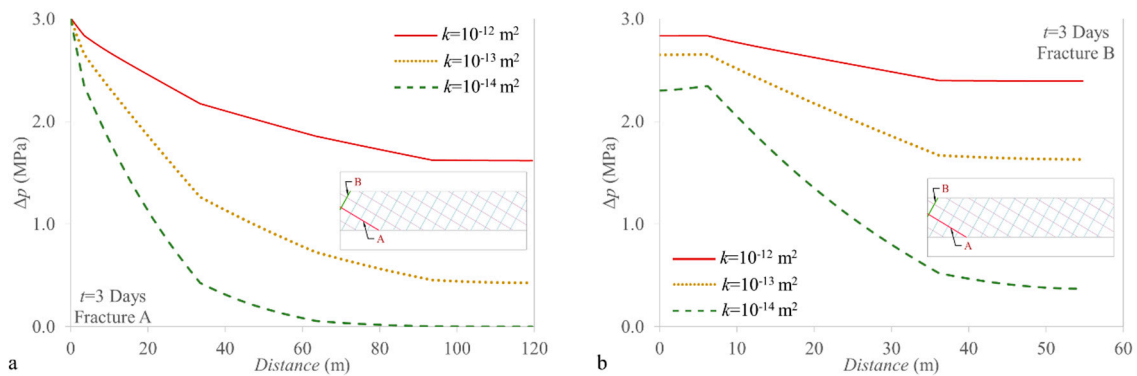 3.0
2.0
1.0
0.0
Δp (MPa)
k=10⁻¹² m²
k=10⁻¹³ m²
k=10⁻¹⁴ m²
B
A
t=3 Days
Fracture A
0 20 40 60 80 100 120
Distance (m)
a
3.0
2.0
1.0
0.0
Δp (MPa)
t=3 Days
Fracture B
B
A
k=10⁻¹² m²
k=10⁻¹³ m²
k=10⁻¹⁴ m²
0 10 20 30 40 50 60
Distance (m)
b